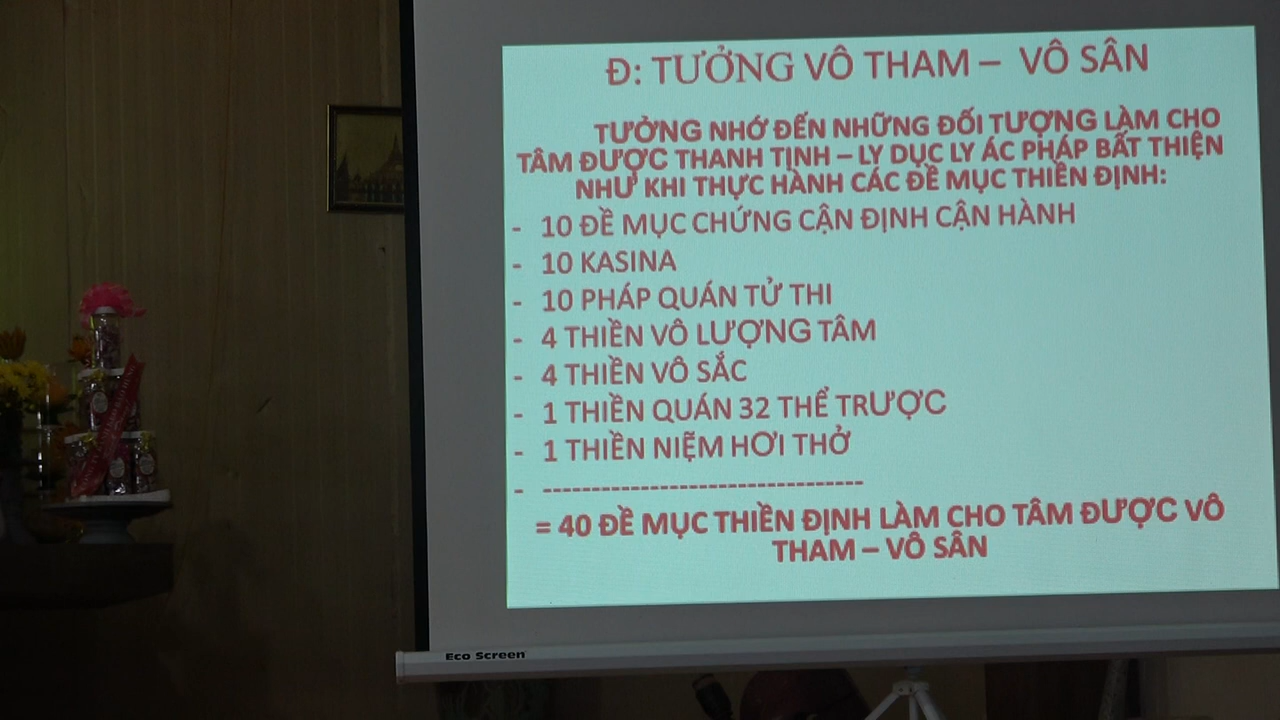 Đ: TƯỞNG VÔ THAM – VÔ SÂN
TƯỞNG NHỚ ĐẾN NHỮNG ĐỐI TƯỢNG LÀM CHO
TÂM ĐƯỢC THANH TỊNH – LY DỤC LY ÁC PHÁP BẤT THIỆN
NHƯ KHI THỰC HÀNH CÁC ĐỀ MỤC THIỀN ĐỊNH:
- 10 ĐỀ MỤC CHỨNG CẬN ĐỊNH CẬN HÀNH
- 10 KASINA
- 10 PHÁP QUÁN TỬ THI
- 4 THIỀN VÔ LƯỢNG TÂM
- 4 THIỀN VÔ SẮC
- 1 THIỀN QUÁN 32 THỂ TRƯỢC
- 1 THIỀN NIỆM HƠI THỞ
- ---------------------------------
= 40 ĐỀ MỤC THIỀN ĐỊNH LÀM CHO TÂM ĐƯỢC VÔ
THAM – VÔ SÂN
Eco Screen